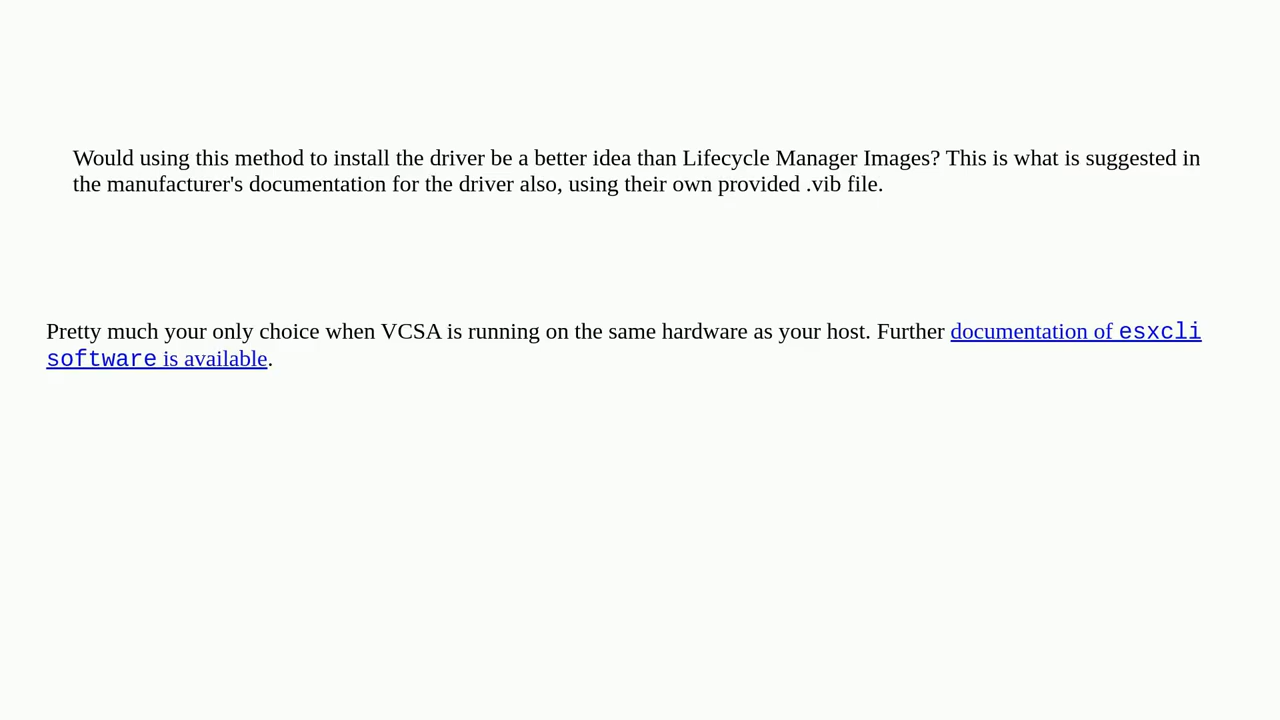 Would using this method to install the driver be a better idea than Lifecycle Manager Images? This is what is suggested in
the manufacturer's documentation for the driver also, using their own provided .vib file.
Pretty much your only choice when VCSA is running on the same hardware as your host. Further documentation of esxcli
software is available.